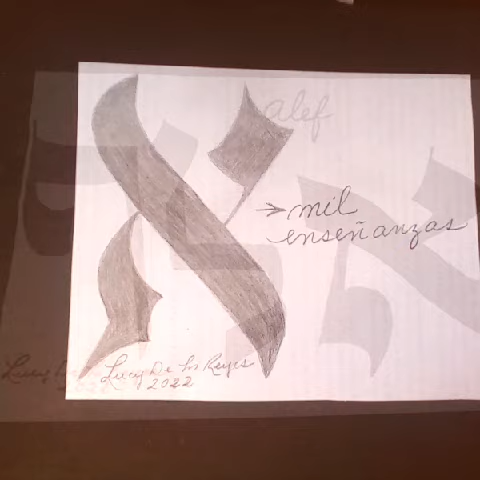 א
alef
→ mil
enseñanzas
Lucy De Los Reyes
2022